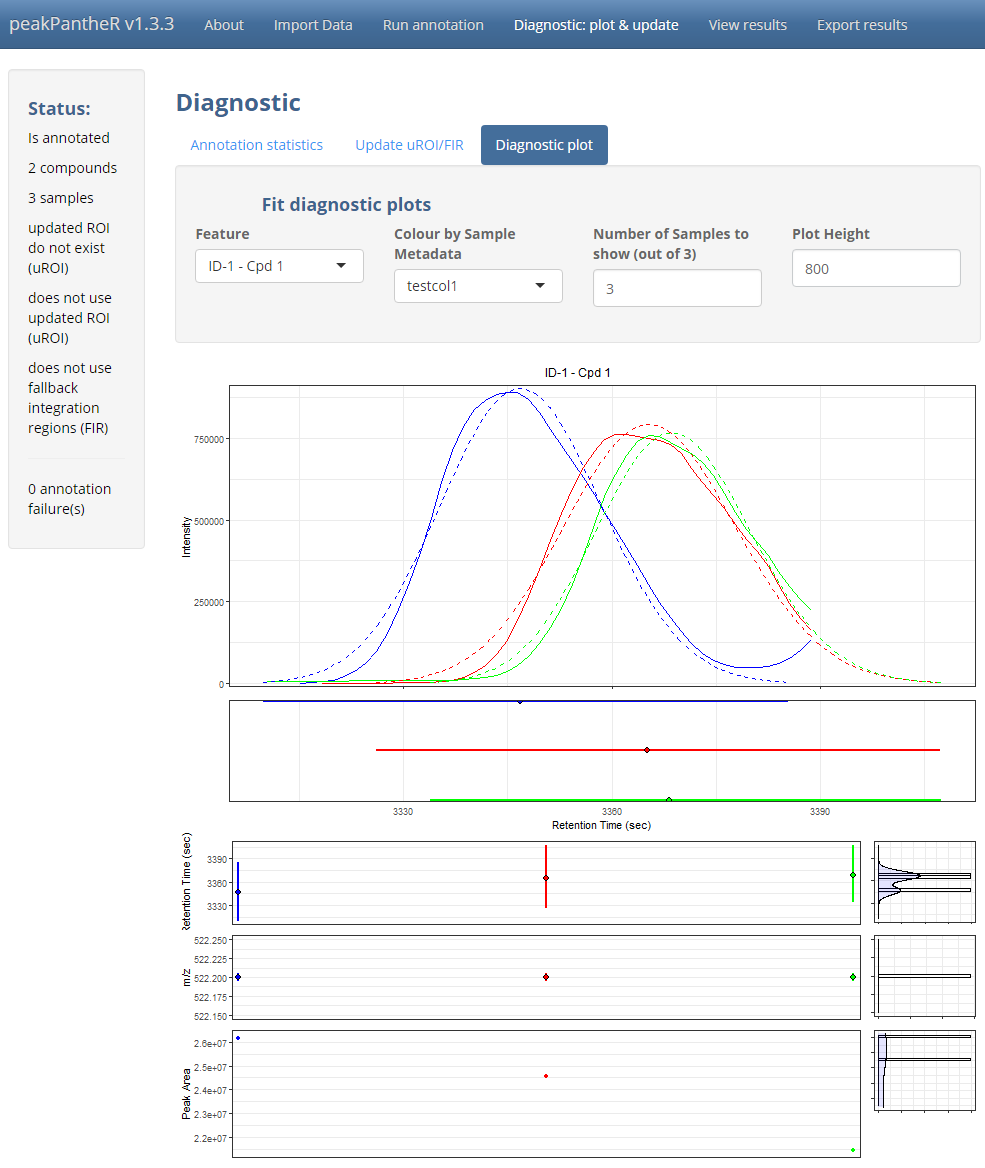 peakPantheR v1.3.3
About
Import Data
Run annotation
Diagnostic: plot & update
View results
Export results
Status:
Is annotated
2 compounds
3 samples
updated ROI
do not exist
(uROI)
does not use
updated ROI
(uROI)
does not use
fallback
integration
regions (FIR)
0 annotation
failure(s)
Diagnostic
Annotation statistics
Update uROI/FIR
Diagnostic plot
Fit diagnostic plots
Feature
ID-1 - Cpd 1
Colour by Sample
Metadata
testcol1
Number of Samples to
show (out of 3)
3
Plot Height
800
ID-1 - Cpd 1
Intensity
750000
500000
250000
0
3330
3360
3390
Retention Time (sec)
Retention Time (sec)
3390
3360
3330
m/z
522.250
522.225
522.200
522.175
522.150
Peak Area
2.6e+07
2.5e+07
2.4e+07
2.3e+07
2.2e+07